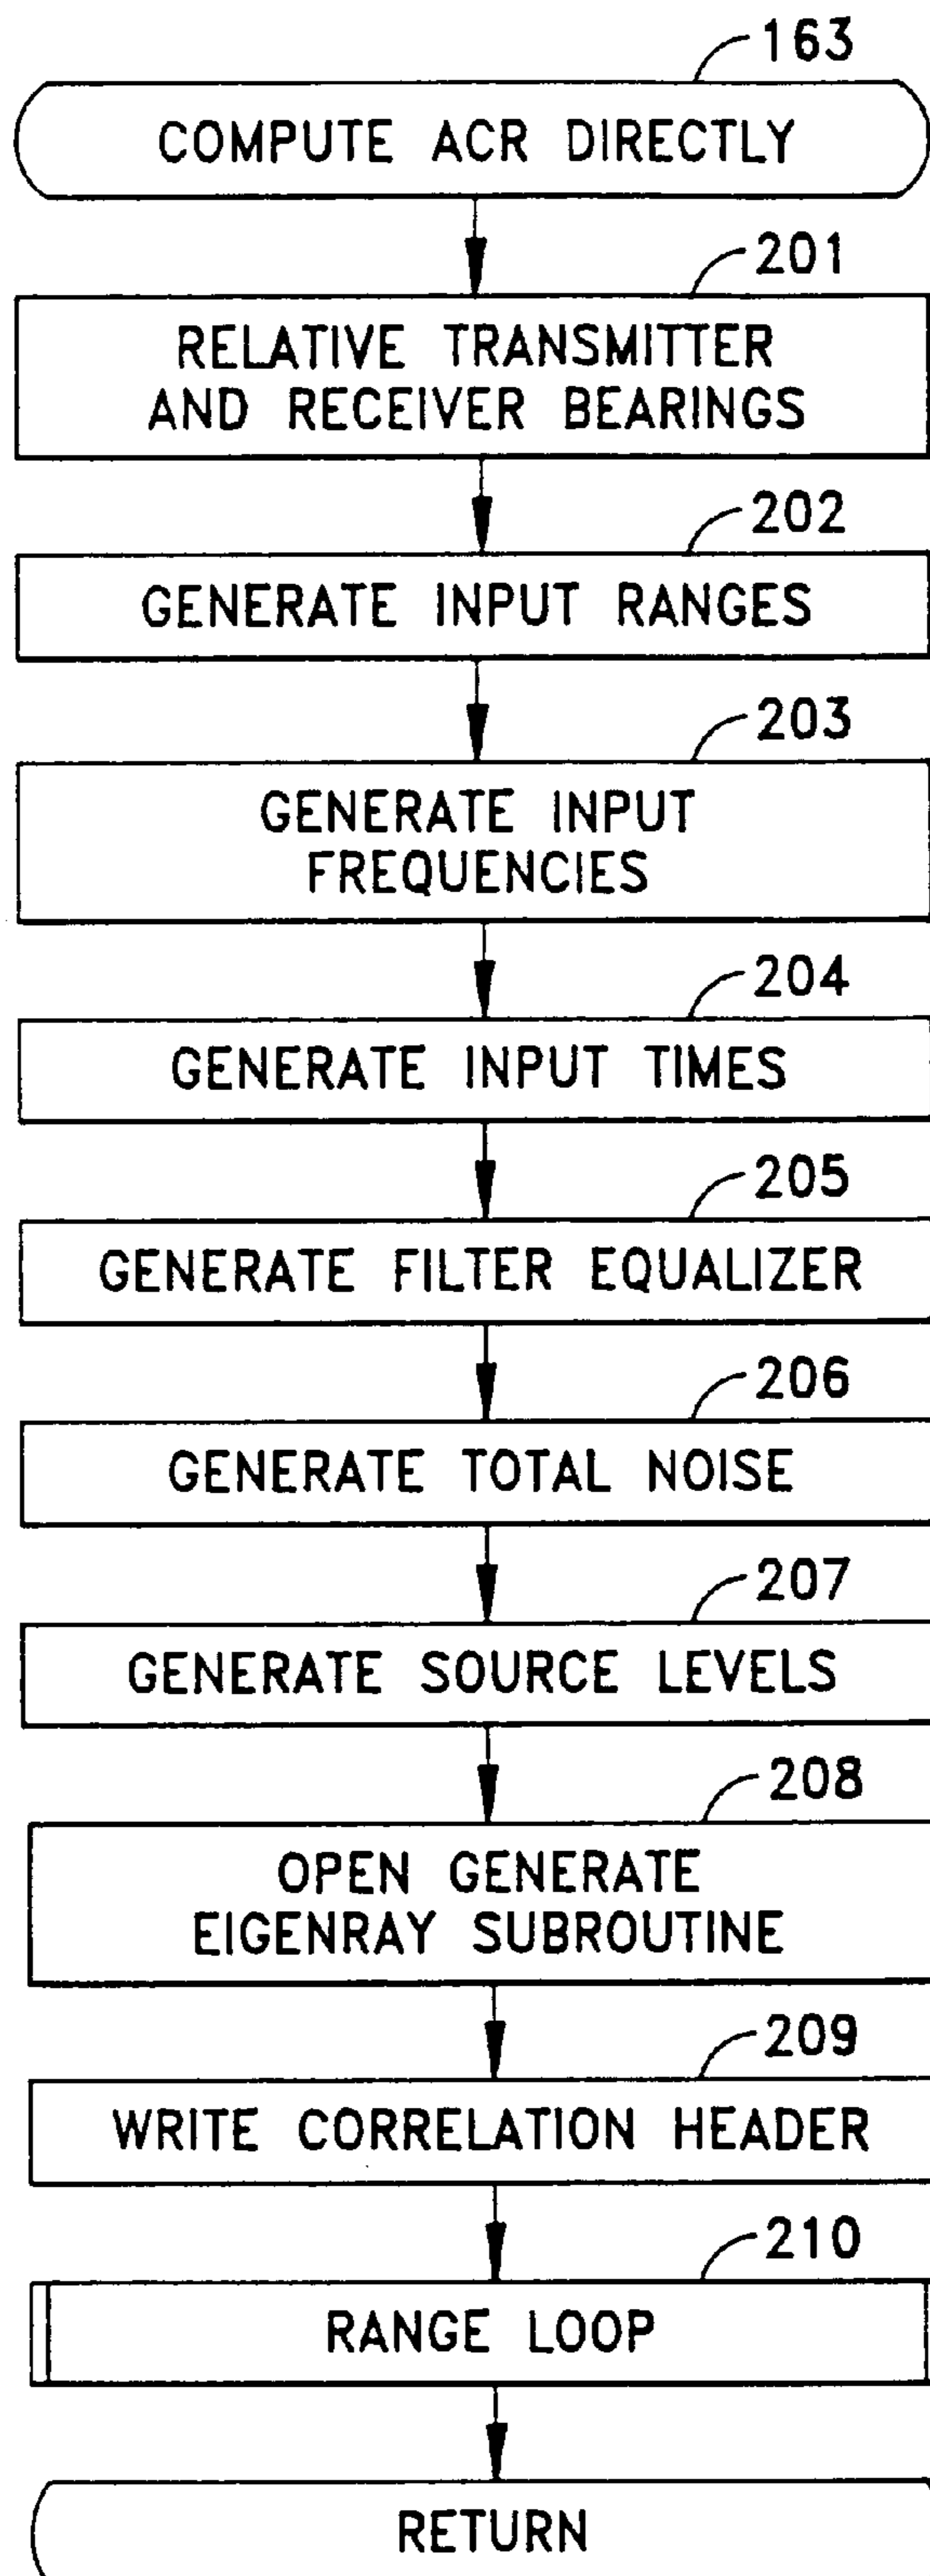 163
COMPUTE ACR DIRECTLY
201
RELATIVE TRANSMITTER
AND RECEIVER BEARINGS
202
GENERATE INPUT RANGES
203
GENERATE INPUT
FREQUENCIES
204
GENERATE INPUT TIMES
205
GENERATE FILTER EQUALIZER
206
GENERATE TOTAL NOISE
207
GENERATE SOURCE LEVELS
208
OPEN GENERATE
EIGENRAY SUBROUTINE
209
WRITE CORRELATION HEADER
210
RANGE LOOP
RETURN